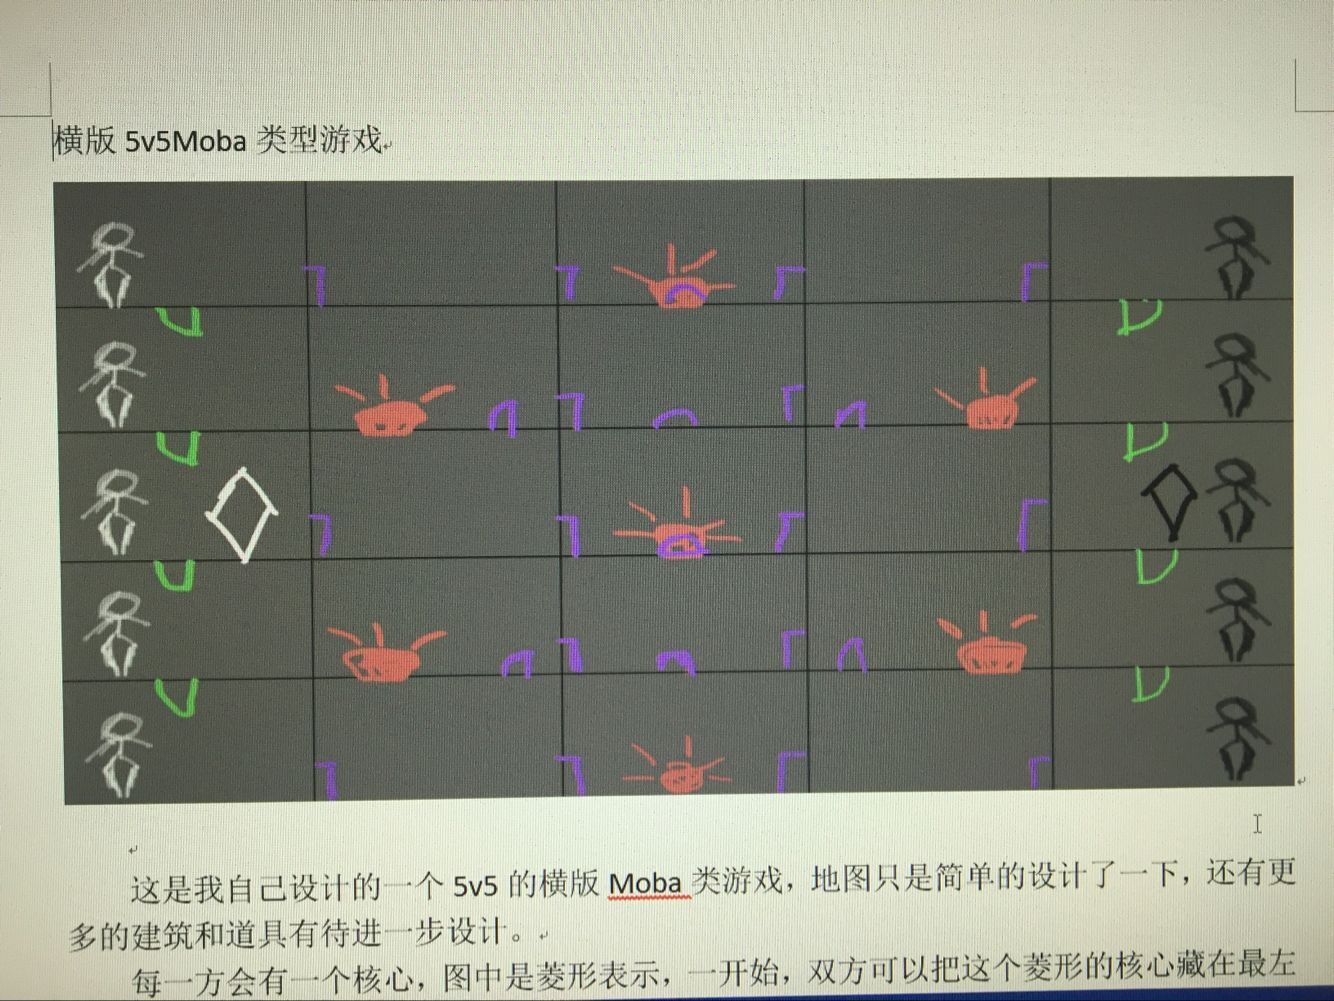 横版 5v5Moba 类型游戏
这是我自己设计的一个 5v5 的横版 Moba 类游戏，地图只是简单的设计了一下，还有更
多的建筑和道具有待进一步设计。
每一方会有一个核心，图中是菱形表示，一开始，双方可以把这个菱形的核心藏在最左